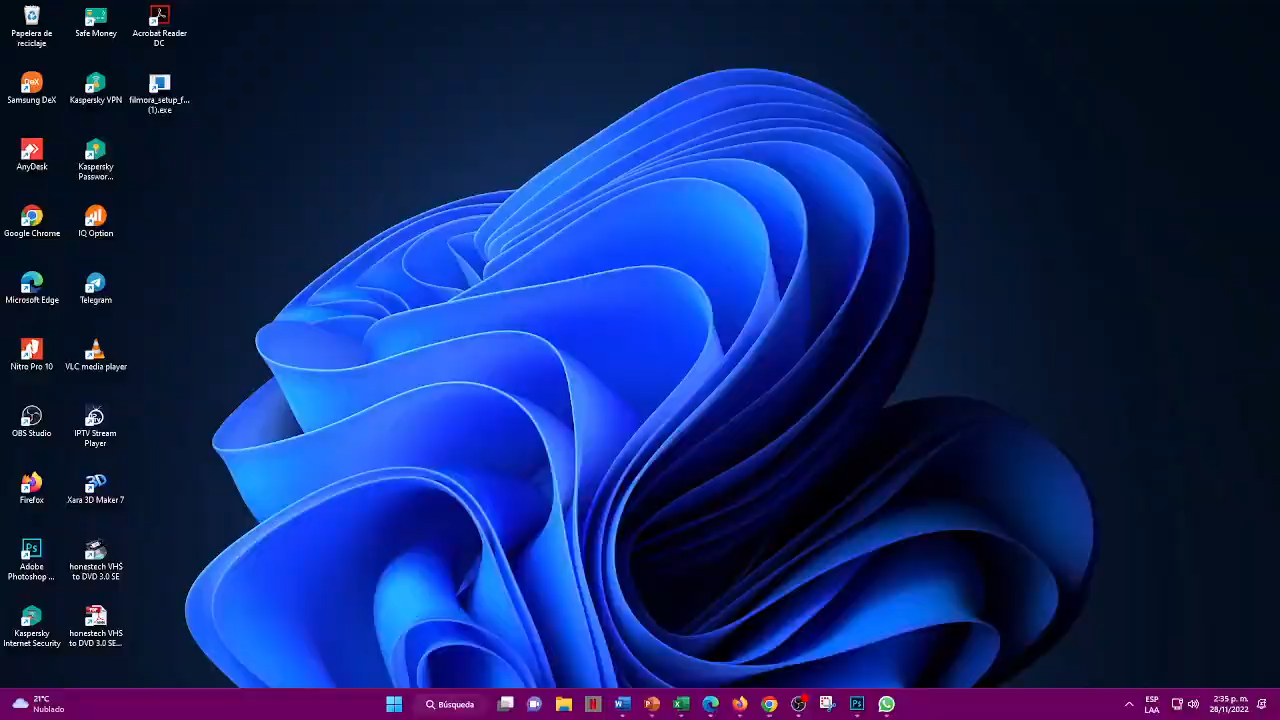 Papelera de
reciclaje
Safe Money
Acrobat Reader
DC
Samsung DeX
Kaspersky VPN
filmora_setup_f...
(1).exe
AnyDesk
Kaspersky
Passwor...
Google Chrome
IQ Option
Microsoft Edge
Telegram
Nitro Pro 10
VLC media player
OBS Studio
IPTV Stream
Player
Firefox
Xara 3D Maker 7
Adobe
Photoshop ...
honestech VHS
to DVD 3.0 SE
Kaspersky
Internet Security
honestech VHS
to DVD 3.0 SE...
21°C
Nublado
Búsqueda
ESP
LAA
2:35 p. m.
28/11/2022